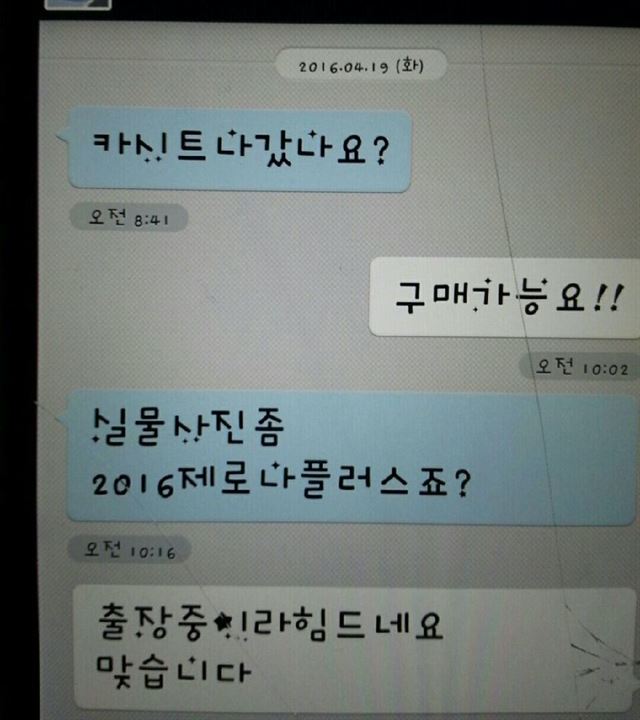 2016.04.19 (화)
카시트 나갔나요?
오전 8:41
구매가능요!!
오전 10:02
실물사진좀
2016제로나플러스죠?
오전 10:16
출장중이라힘드네요
맞습니다